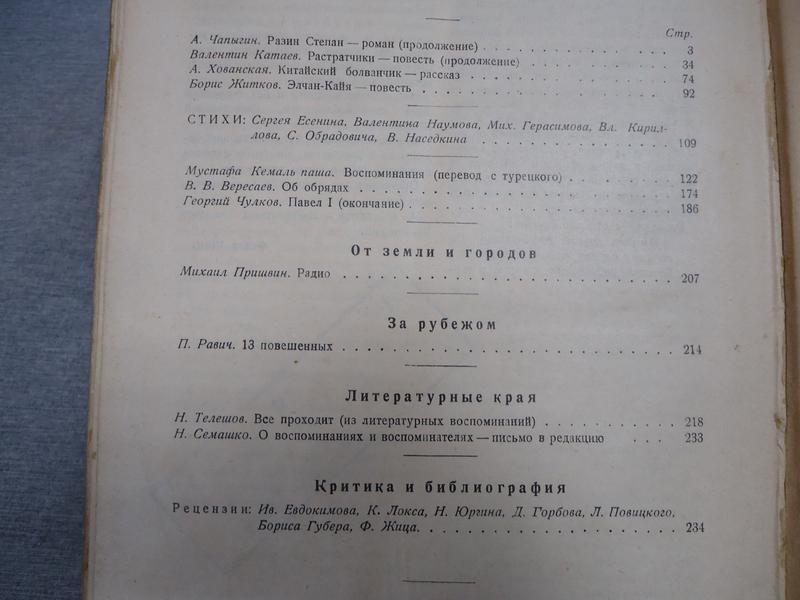 Стр.
А. Чапыгин. Разин Степан — роман (продолжение) . . . . . . . . . . . 3
Валентин Катаев. Растратчики — повесть (продолжение) . . . . . . . . . 34
А. Хованская. Китайский болванчик — рассказ . . . . . . . . . . . . . 74
Борис Житков. Элчан-Кайя — повесть . . . . . . . . . . . . . . . . 92
СТИХИ: Сергея Есенина, Валентина Наумова, Мих. Герасимова, Вл. Кирил-
лова, С. Обрадовича, В. Наседкина . . . . . . . . . . . . . 109
Мустафа Кемаль паша. Воспоминания (перевод с турецкого) . . . . . . . 122
В. В. Вересаев. Об обрядах . . . . . . . . . . . . . . . . . . . . . 174
Георгий Чулков. Павел I (окончание) . . . . . . . . . . . . . . . . . 186
От земли и городов
Михаил Пришвин. Радио . . . . . . . . . . . . . . . . . . . . . . 207
За рубежом
П. Равич. 13 повешенных . . . . . . . . . . . . . . . . . . . . . . 214
Литературные края
Н. Телешов. Все проходит (из литературных воспоминаний) . . . . . . . . . 218
Н. Семашко. О воспоминаниях и воспоминателях — письмо в редакцию . . . 233
Критика и библиография
Рецензии: Ив. Евдокимова, К. Локса, Н. Юргина, Д. Горбова, Л. Повицкого,
Бориса Губера, Ф. Жица. . . . . . . . . . . . . . . . . . 234